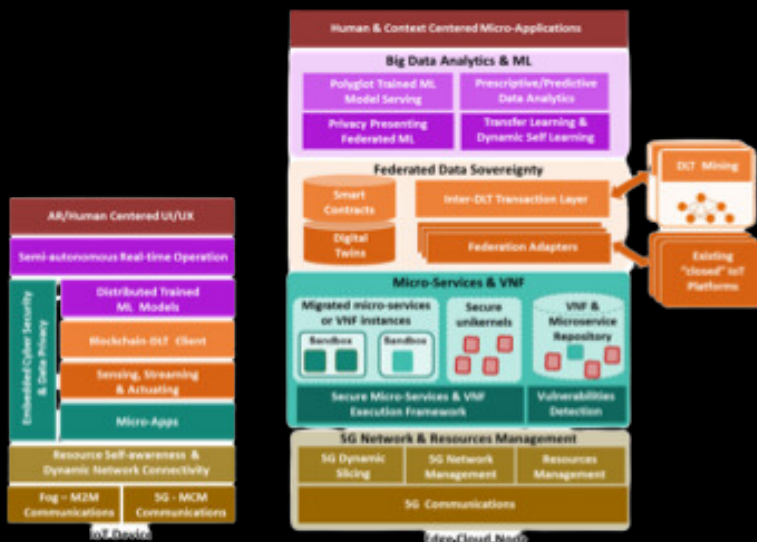 Human & Context Centered Micro-Applications
Big Data Analytics & ML
Polyglot Trained ML
Model Serving
Prescriptive/Predictive
Data Analytics
Privacy Presenting
Federated ML
Transfer Learning &
Dynamic Self Learning
Federated Data Sovereignty
Smart
Contracts
Inter-DLT Transaction Layer
Digital
Twins
Federation Adapters
DLT Mining
Existing
"closed" IoT
Platforms
Micro-Services & VNF
Migrated micro-services
or VNF instances
Sandbox
Sandbox
Secure
unikernels
VNF &
Microservice
Repository
Secure Micro-Services & VNF
Execution Framework
Vulnerabilities
Detection
5G Network & Resources Management
5G Dynamic
Slicing
5G Network
Management
Resources
Management
5G Communications
Edge-Cloud Node
AR/Human Centered UI/UX
Semi-autonomous Real-time Operation
Embedded Cyber Security
& Data Privacy
Distributed Trained
ML Models
Blockchain-DLT Client
Sensing, Streaming
& Actuating
Micro-Apps
Resource Self-awareness &
Dynamic Network Connectivity
Fog – M2M
Communications
5G - MCM
Communications
IoT Device